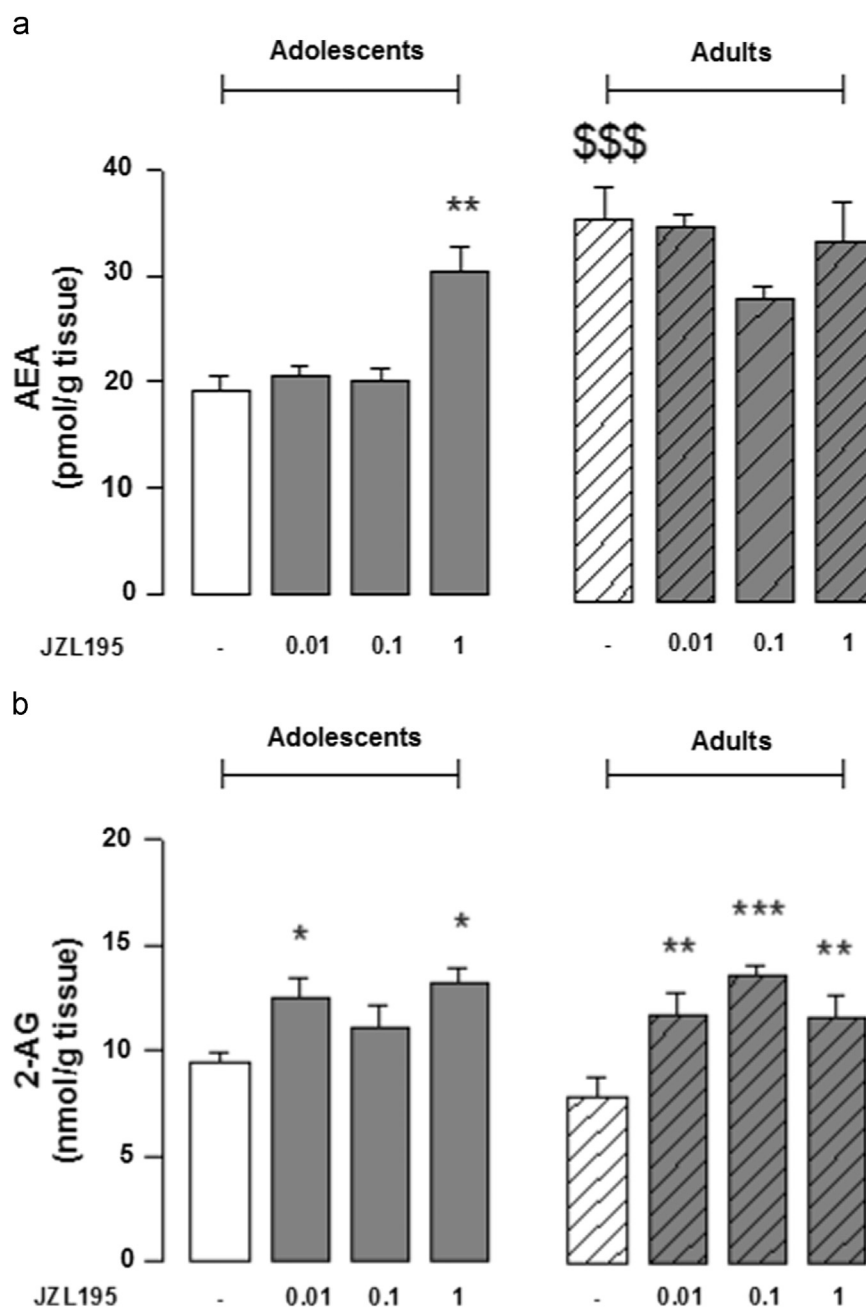 a
Adolescents Adults
$$$
40
**
30
20
10
0
AEA
(pmol/g tissue)
JZL195 - 0.01 0.1 1 - 0.01 0.1 1
b
Adolescents Adults
20
***
* * ** **
15
10
5
0
2-AG
(nmol/g tissue)
JZL195 - 0.01 0.1 1 - 0.01 0.1 1